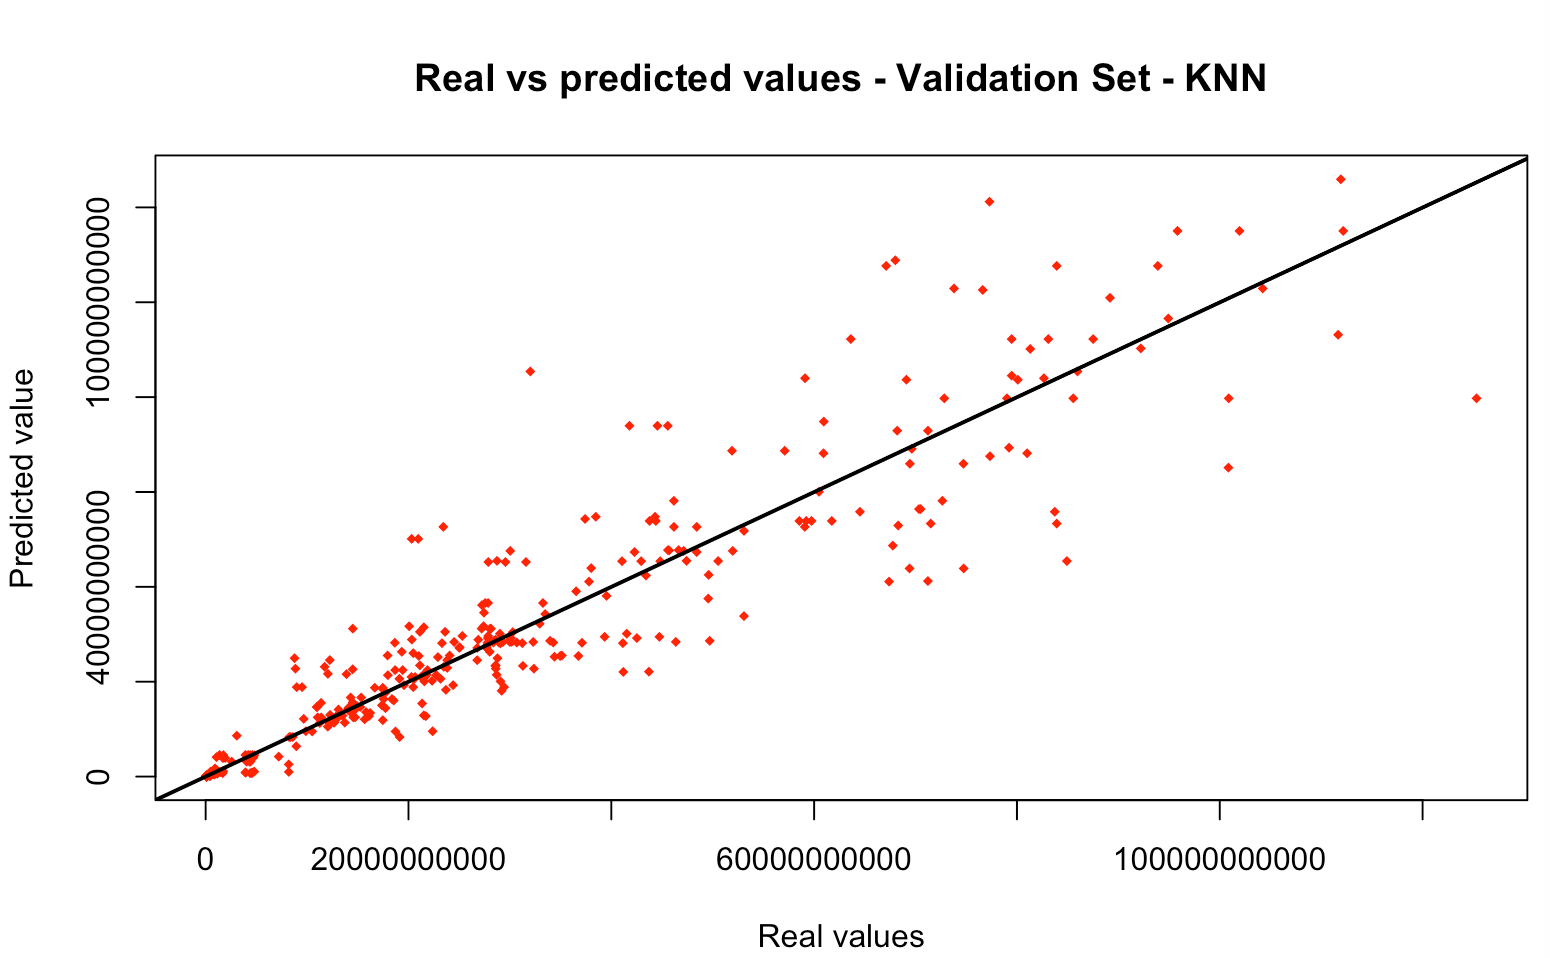 Real vs predicted values - Validation Set - KNN
Predicted value
100000000000
40000000000
0
0 20000000000 60000000000 100000000000
Real values